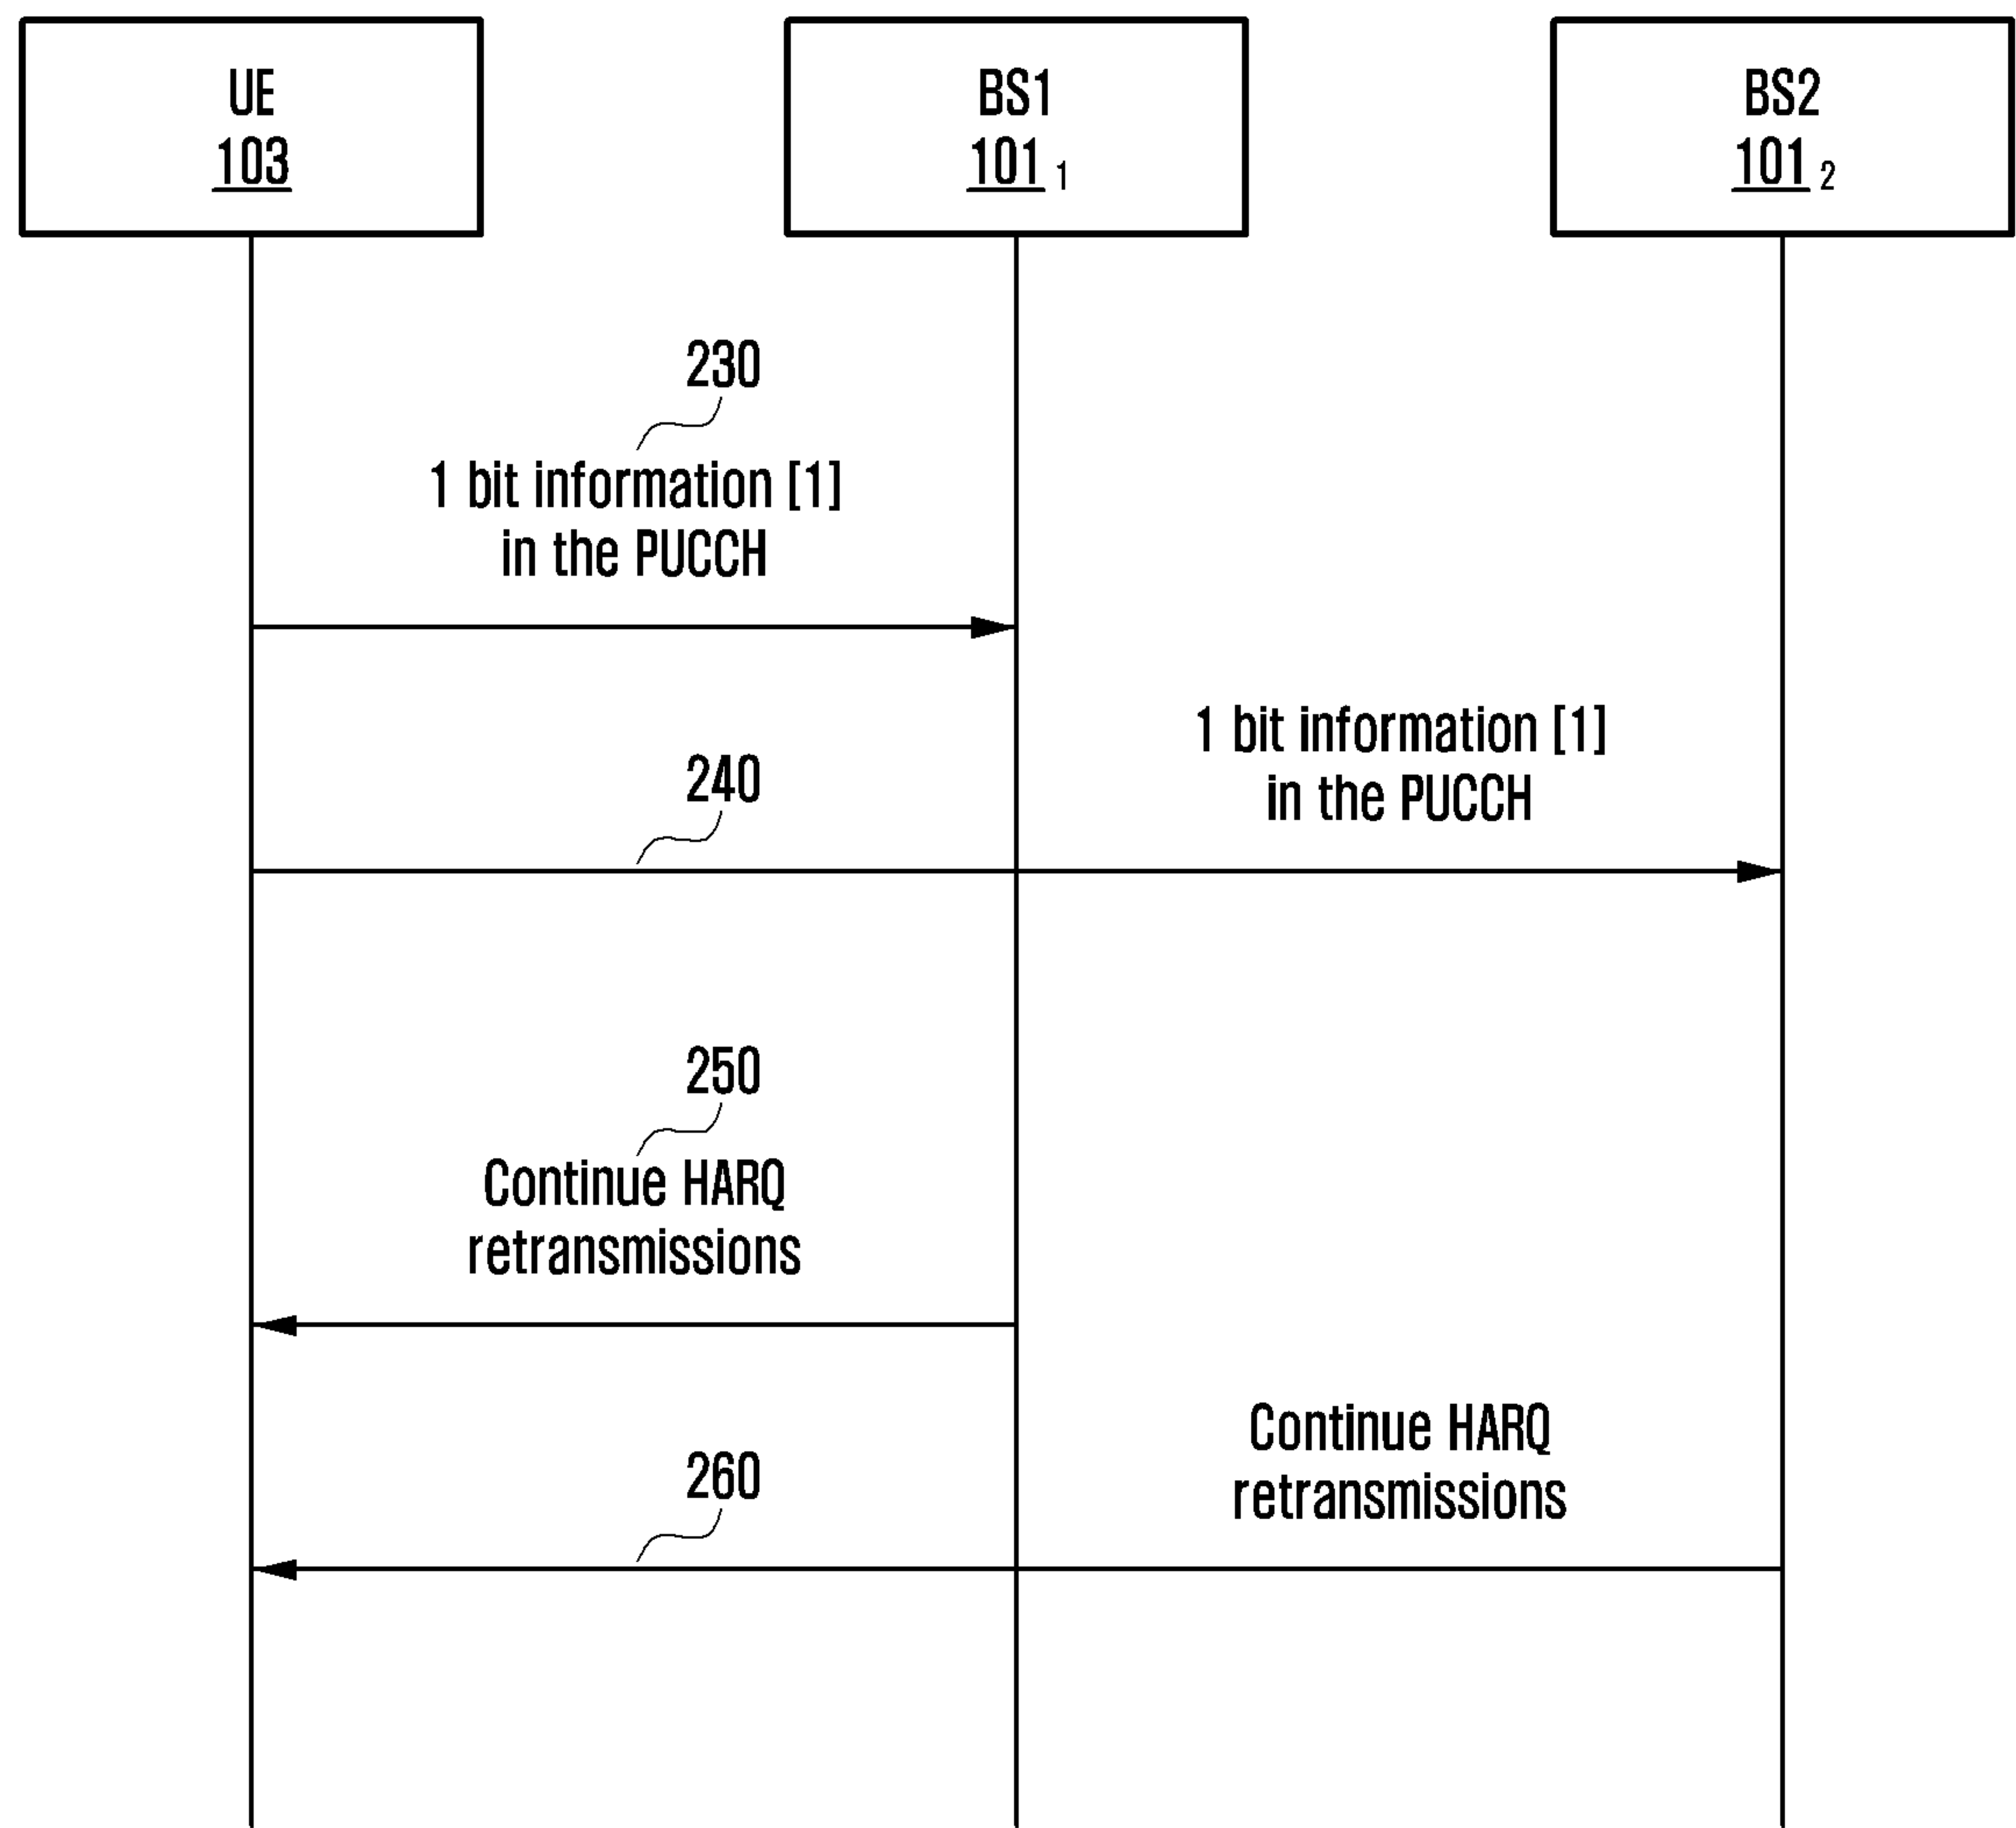 UE
103
BS1
101 1
BS2
101 2
230
1 bit information [1]
in the PUCCH
1 bit information [1]
in the PUCCH
240
250
Continue HARQ
retransmissions
Continue HARQ
retransmissions
260